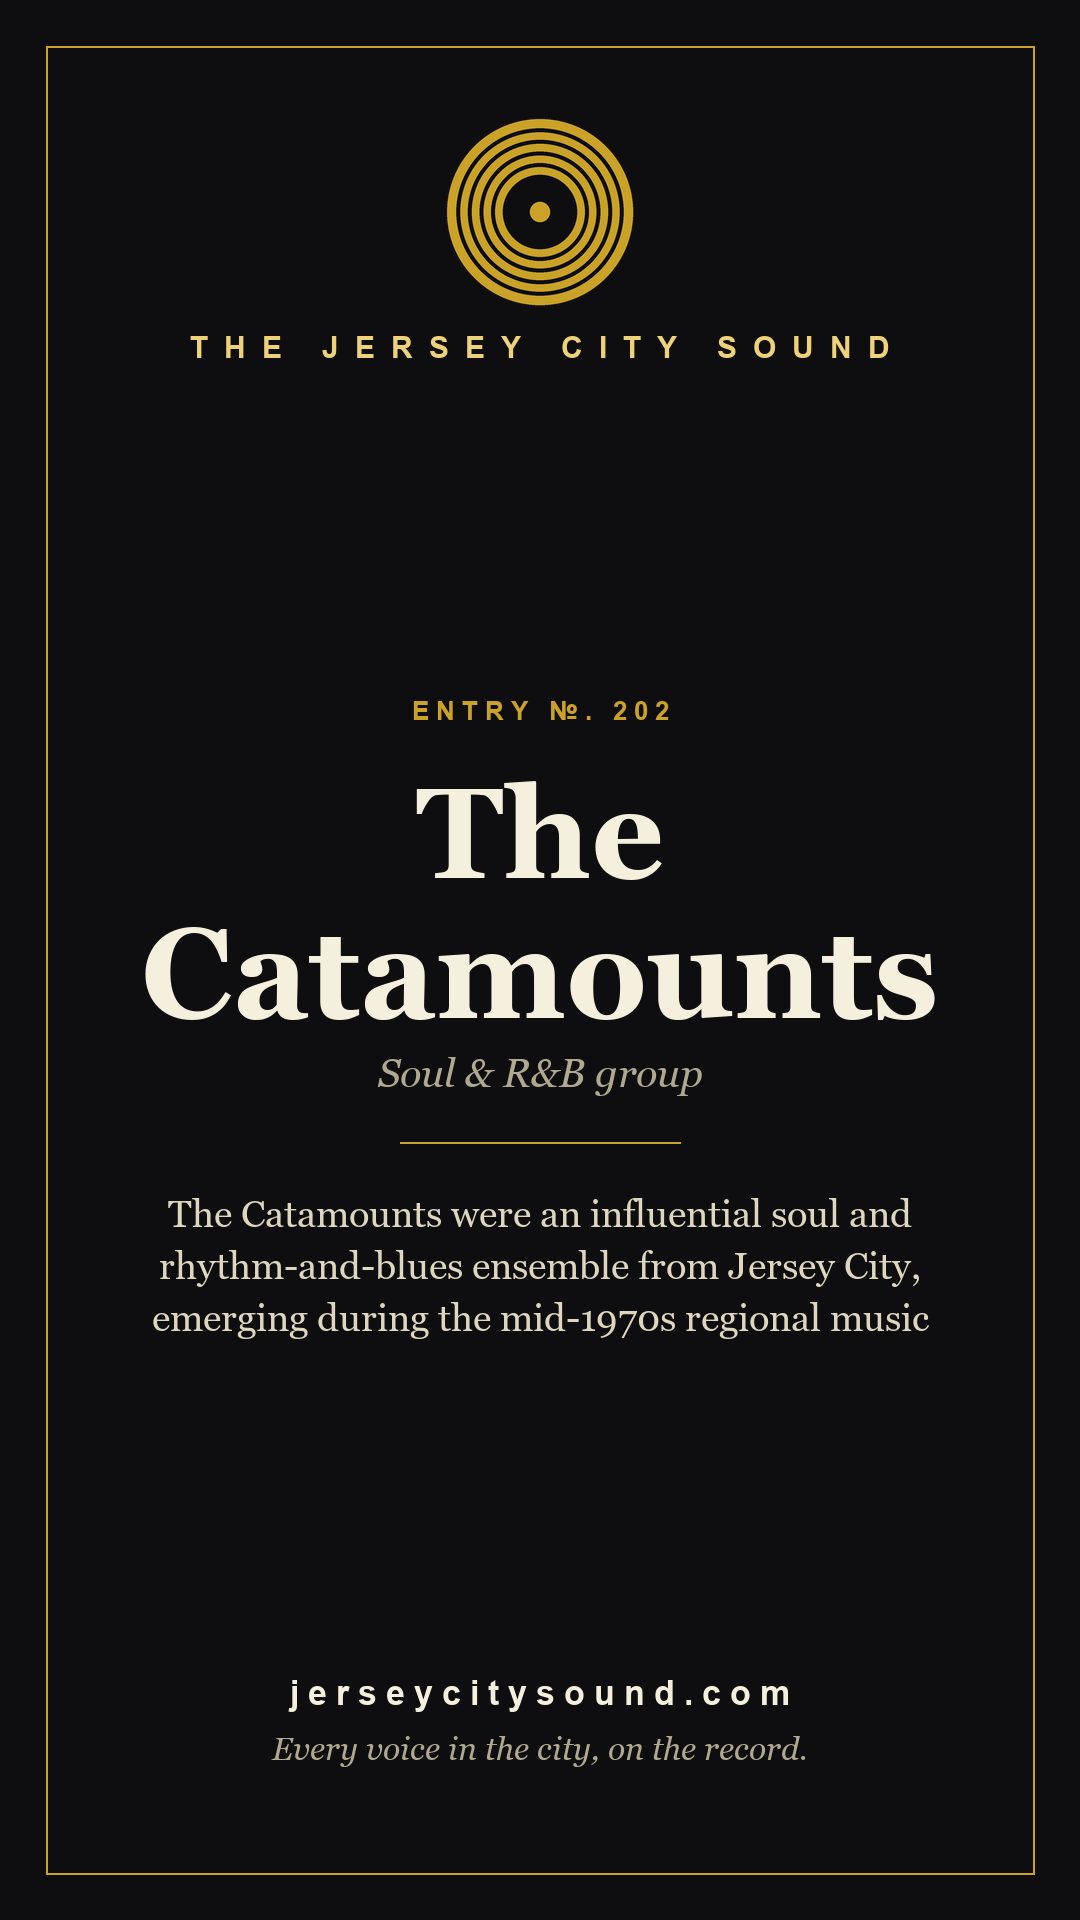 THE JERSEY CITY SOUND
ENTRY №. 202
The
Catamounts
Soul & R&B group
The Catamounts were an influential soul and
rhythm-and-blues ensemble from Jersey City,
emerging during the mid-1970s regional music
jerseycitysound.com
Every voice in the city, on the record.